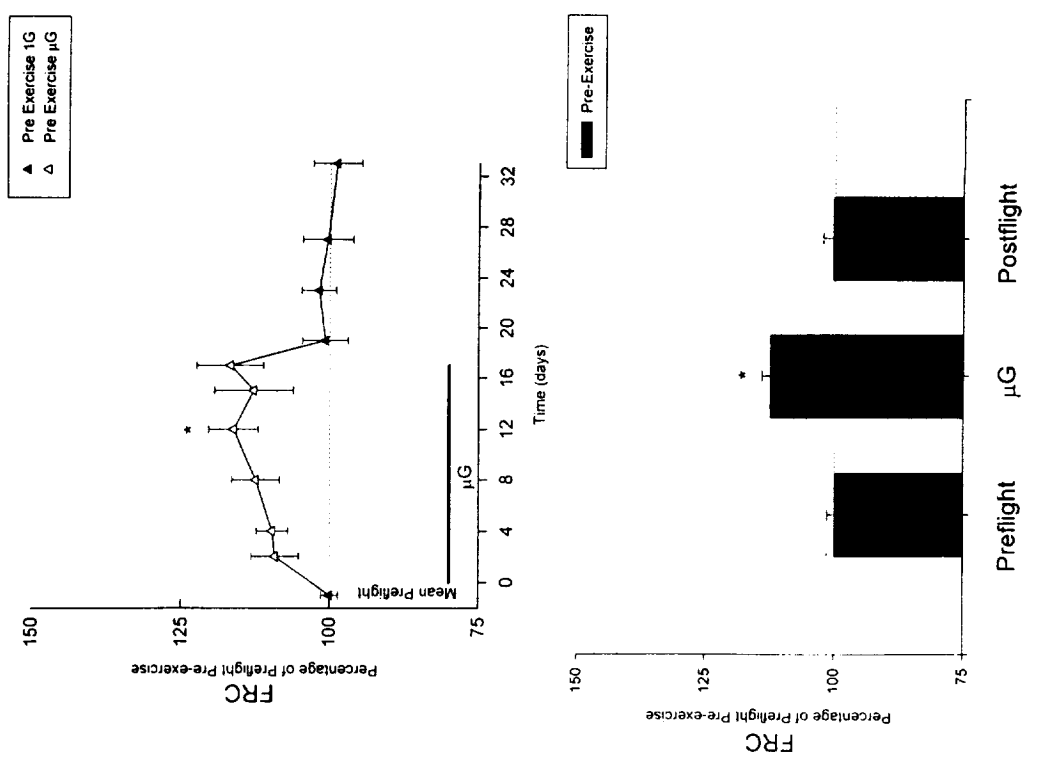 Pre Exercise 1G
Pre Exercise µG
150
125
100
75
FRC
Percentage of Preflight Pre-exercise
Mean Preflight
*
µG
0 4 8 12 16 20 24 28 32
Time (days)
Pre-Exercise
150
125
100
75
FRC
Percentage of Preflight Pre-exercise
*
Preflight µG Postflight